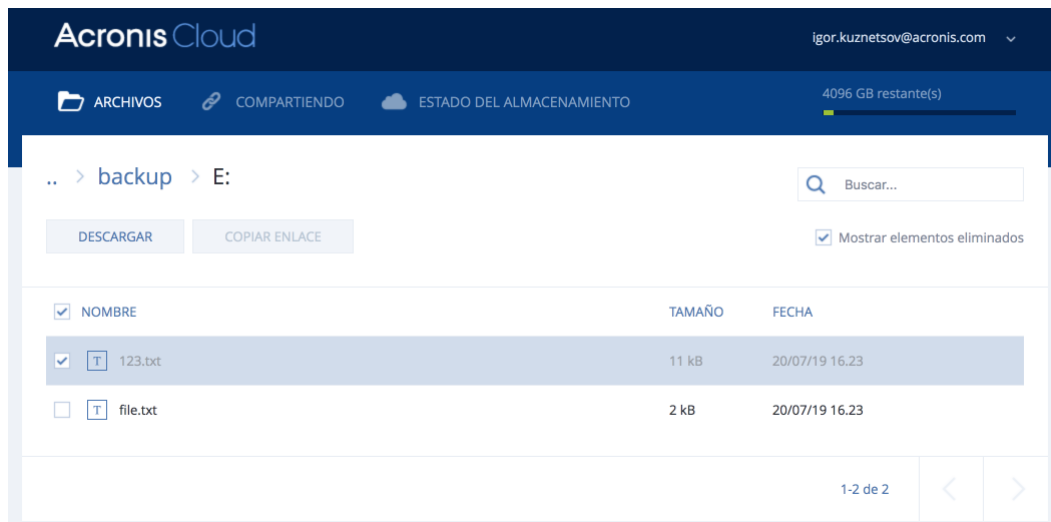 Acronis Cloud
igor.kuznetsov@acronis.com
ARCHIVOS COMPARTIENDO ESTADO DEL ALMACENAMIENTO
4096 GB restante(s)
.. > backup > E:
Buscar...
DESCARGAR COPIAR ENLACE
Mostrar elementos eliminados
NOMBRE TAMAÑO FECHA
T 123.txt 11 kB 20/07/19 16.23
T file.txt 2 kB 20/07/19 16.23
1-2 de 2